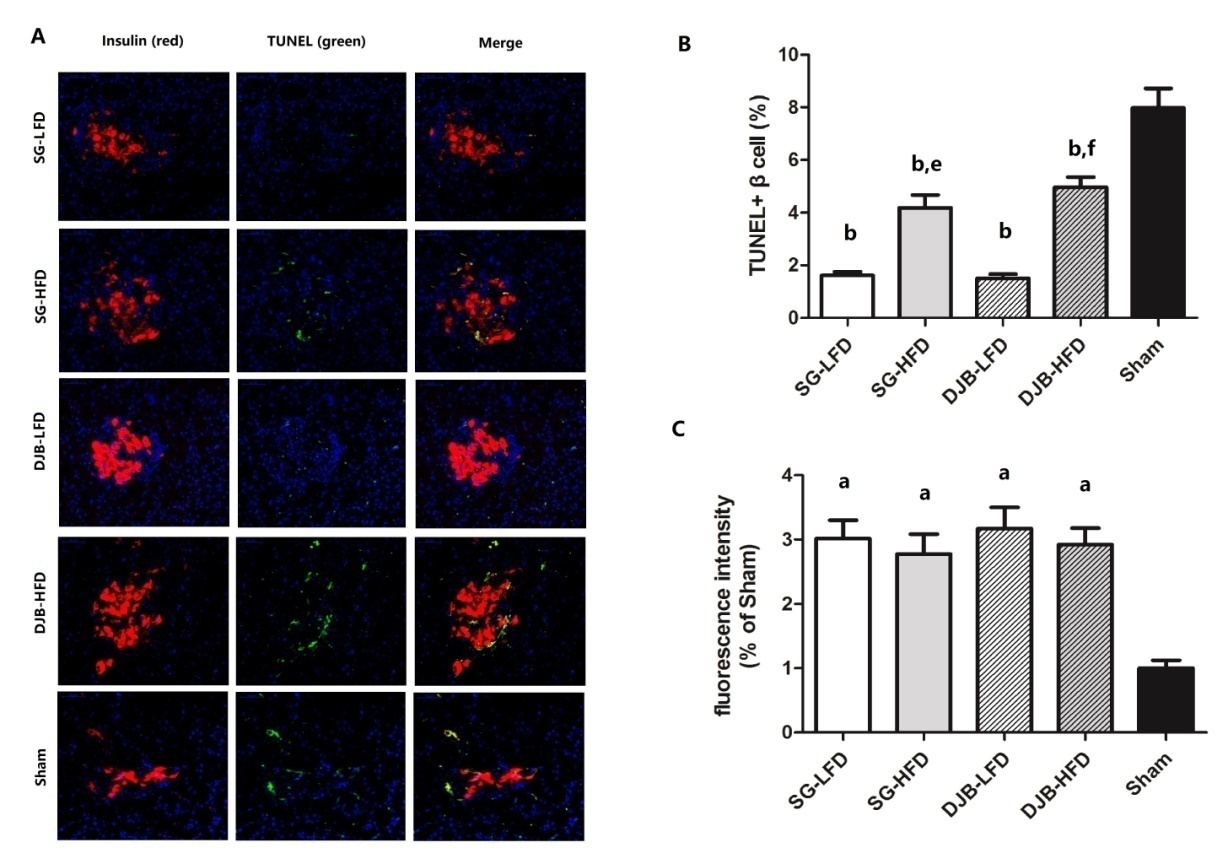 A
Insulin (red)
TUNEL (green)
Merge
SG-LFD
SG-HFD
DJB-LFD
DJB-HFD
Sham
B
TUNEL+ β cell (%)
10
8
6
4
2
0
b
b,e
b
b,f
SG-LFD
SG-HFD
DJB-LFD
DJB-HFD
Sham
C
fluorescence intensity
(% of Sham)
4
3
2
1
0
a
a
a
a
SG-LFD
SG-HFD
DJB-LFD
DJB-HFD
Sham